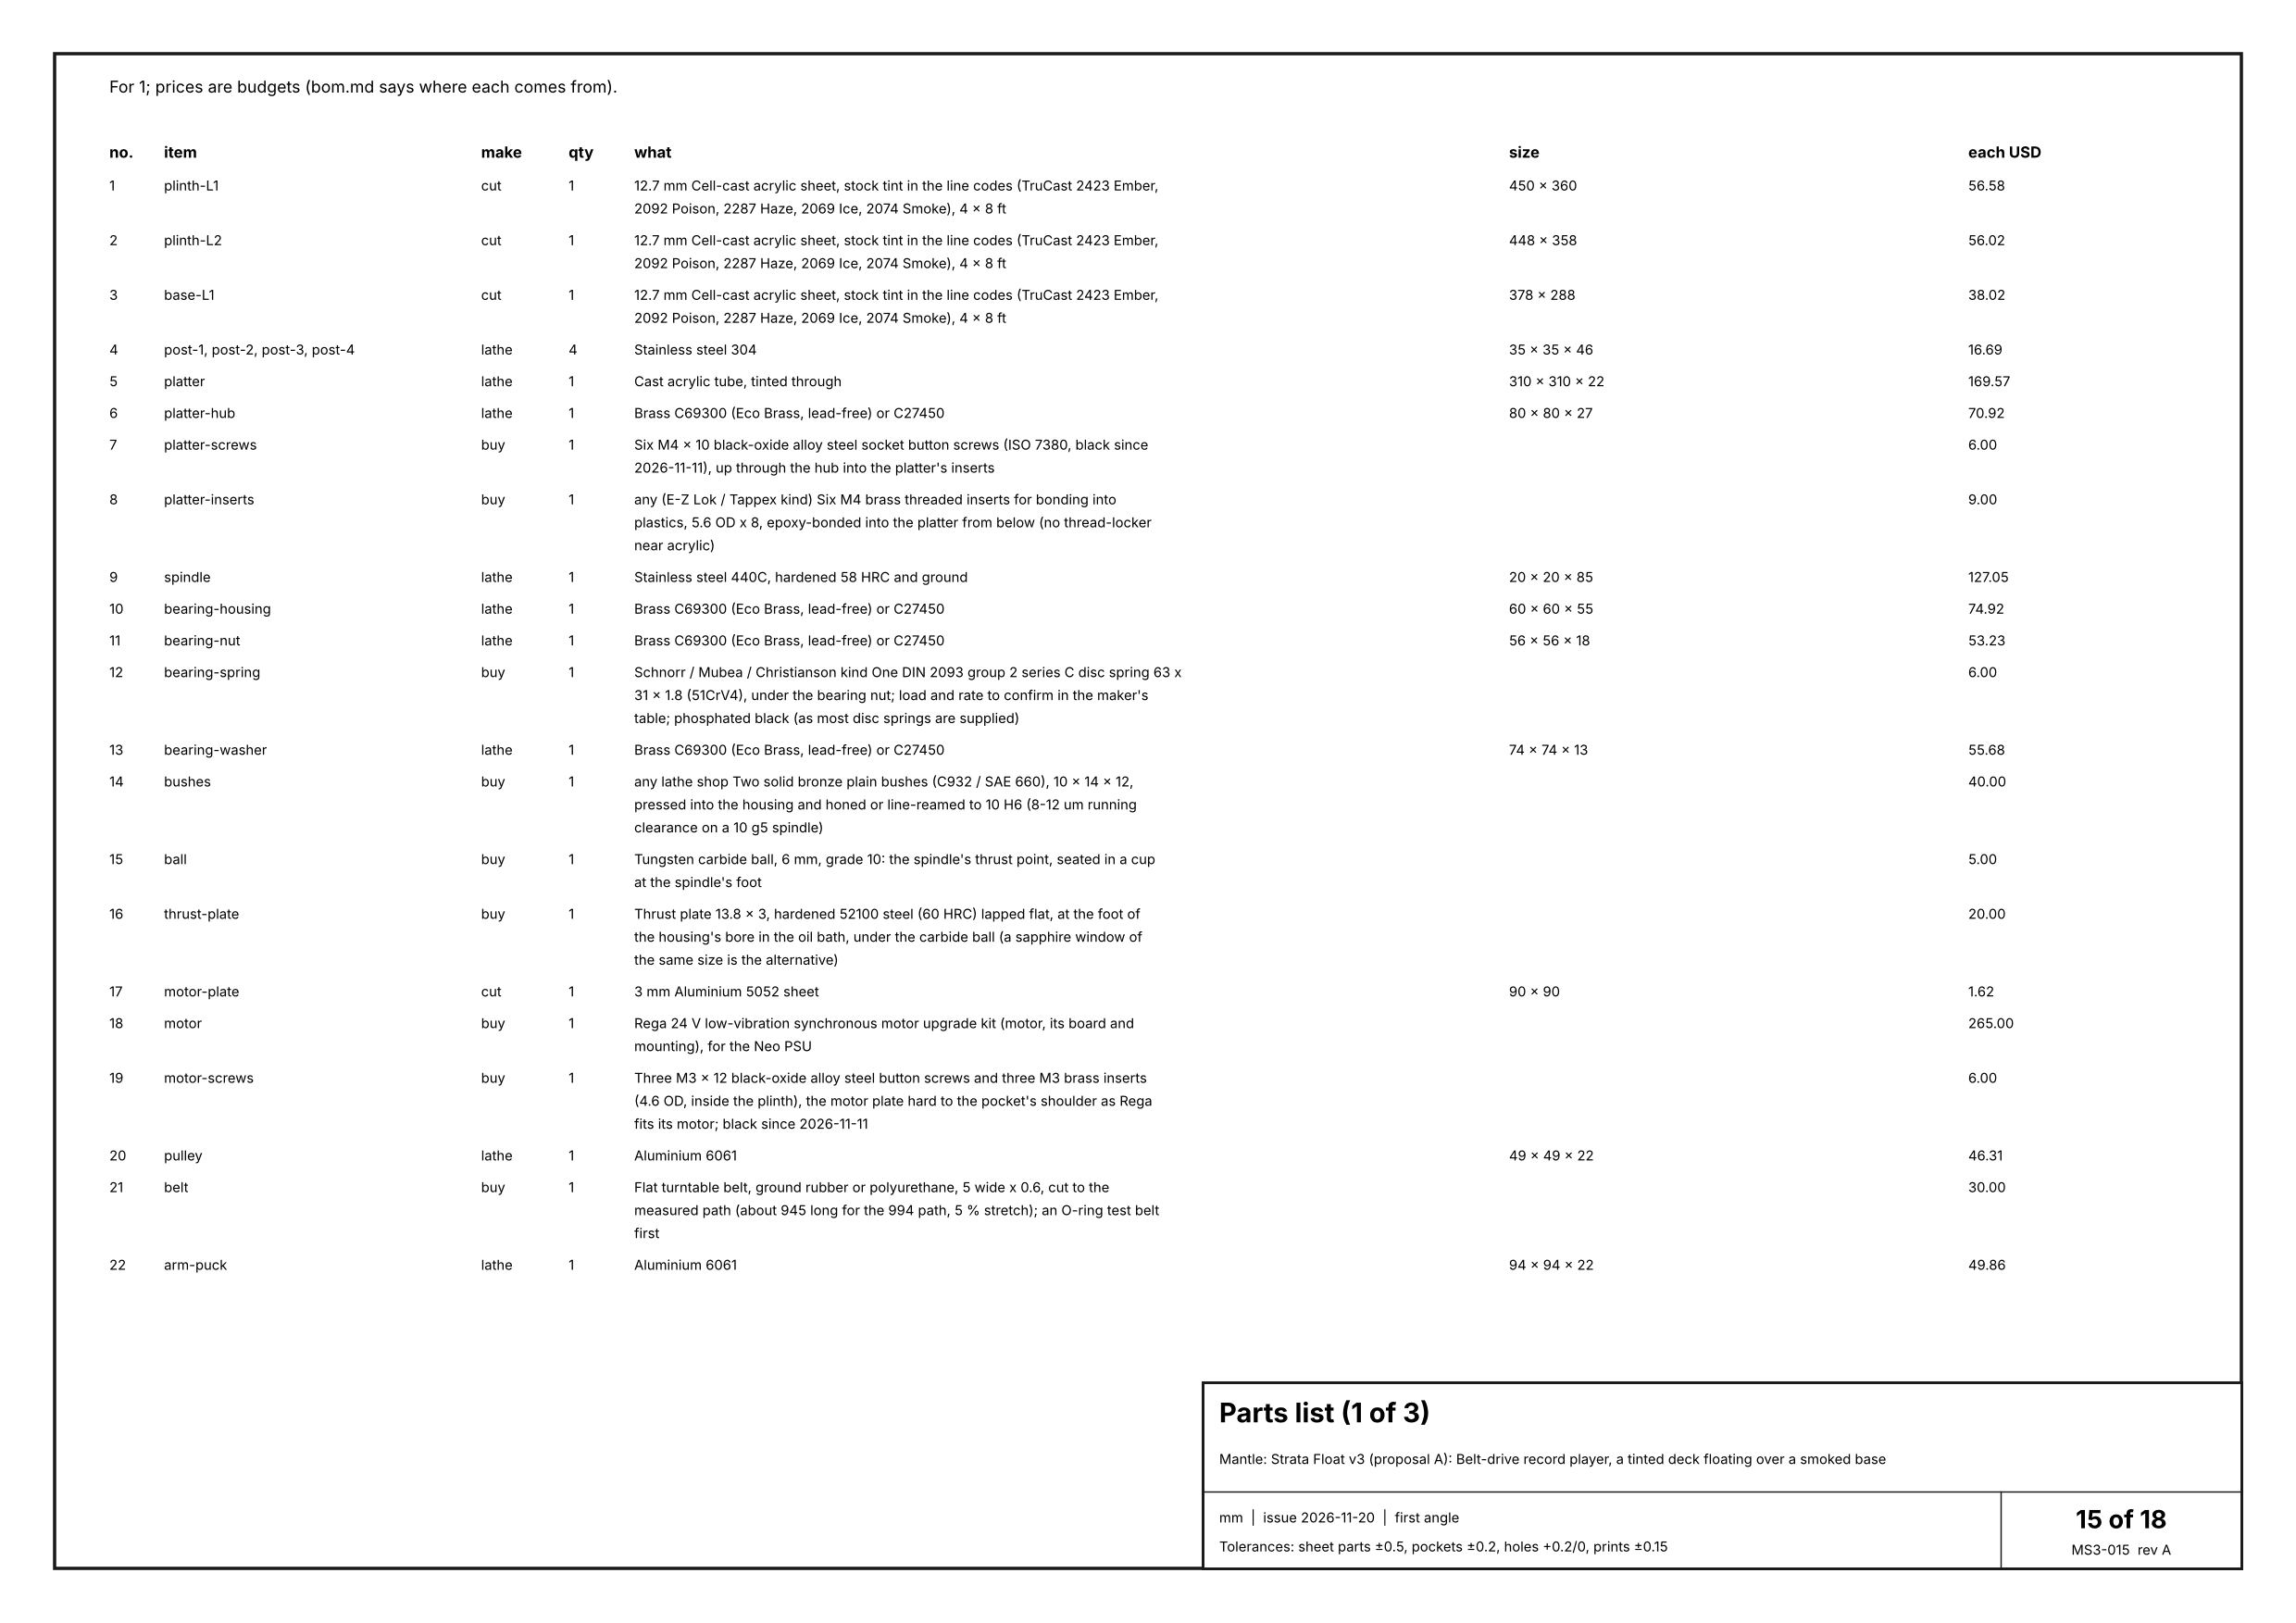 For 1; prices are budgets (bom.md says where each comes from).
no. item make qty what size each USD
1 plinth-L1 cut 1 12.7 mm Cell-cast acrylic sheet, stock tint in the line codes (TruCast 2423 Ember, 450 × 360 56.58
2092 Poison, 2287 Haze, 2069 Ice, 2074 Smoke), 4 × 8 ft
2 plinth-L2 cut 1 12.7 mm Cell-cast acrylic sheet, stock tint in the line codes (TruCast 2423 Ember, 448 × 358 56.02
2092 Poison, 2287 Haze, 2069 Ice, 2074 Smoke), 4 × 8 ft
3 base-L1 cut 1 12.7 mm Cell-cast acrylic sheet, stock tint in the line codes (TruCast 2423 Ember, 378 × 288 38.02
2092 Poison, 2287 Haze, 2069 Ice, 2074 Smoke), 4 × 8 ft
4 post-1, post-2, post-3, post-4 lathe 4 Stainless steel 304 35 × 35 × 46 16.69
5 platter lathe 1 Cast acrylic tube, tinted through 310 × 310 × 22 169.57
6 platter-hub lathe 1 Brass C69300 (Eco Brass, lead-free) or C27450 80 × 80 × 27 70.92
7 platter-screws buy 1 Six M4 × 10 black-oxide alloy steel socket button screws (ISO 7380, black since 6.00
2026-11-11), up through the hub into the platter's inserts
8 platter-inserts buy 1 any (E-Z Lok / Tappex kind) Six M4 brass threaded inserts for bonding into 9.00
plastics, 5.6 OD x 8, epoxy-bonded into the platter from below (no thread-locker
near acrylic)
9 spindle lathe 1 Stainless steel 440C, hardened 58 HRC and ground 20 × 20 × 85 127.05
10 bearing-housing lathe 1 Brass C69300 (Eco Brass, lead-free) or C27450 60 × 60 × 55 74.92
11 bearing-nut lathe 1 Brass C69300 (Eco Brass, lead-free) or C27450 56 × 56 × 18 53.23
12 bearing-spring buy 1 Schnorr / Mubea / Christianson kind One DIN 2093 group 2 series C disc spring 63 x 6.00
31 × 1.8 (51CrV4), under the bearing nut; load and rate to confirm in the maker's
table; phosphated black (as most disc springs are supplied)
13 bearing-washer lathe 1 Brass C69300 (Eco Brass, lead-free) or C27450 74 × 74 × 13 55.68
14 bushes buy 1 any lathe shop Two solid bronze plain bushes (C932 / SAE 660), 10 × 14 × 12, 40.00
pressed into the housing and honed or line-reamed to 10 H6 (8-12 um running
clearance on a 10 g5 spindle)
15 ball buy 1 Tungsten carbide ball, 6 mm, grade 10: the spindle's thrust point, seated in a cup 5.00
at the spindle's foot
16 thrust-plate buy 1 Thrust plate 13.8 × 3, hardened 52100 steel (60 HRC) lapped flat, at the foot of 20.00
the housing's bore in the oil bath, under the carbide ball (a sapphire window of
the same size is the alternative)
17 motor-plate cut 1 3 mm Aluminium 5052 sheet 90 × 90 1.62
18 motor buy 1 Rega 24 V low-vibration synchronous motor upgrade kit (motor, its board and 265.00
mounting), for the Neo PSU
19 motor-screws buy 1 Three M3 × 12 black-oxide alloy steel button screws and three M3 brass inserts 6.00
(4.6 OD, inside the plinth), the motor plate hard to the pocket's shoulder as Rega
fits its motor; black since 2026-11-11
20 pulley lathe 1 Aluminium 6061 49 × 49 × 22 46.31
21 belt buy 1 Flat turntable belt, ground rubber or polyurethane, 5 wide x 0.6, cut to the 30.00
measured path (about 945 long for the 994 path, 5 % stretch); an O-ring test belt
first
22 arm-puck lathe 1 Aluminium 6061 94 × 94 × 22 49.86
Parts list (1 of 3)
Mantle: Strata Float v3 (proposal A): Belt-drive record player, a tinted deck floating over a smoked base
mm | issue 2026-11-20 | first angle
Tolerances: sheet parts ±0.5, pockets ±0.2, holes +0.2/0, prints ±0.15
15 of 18
MS3-015 rev A